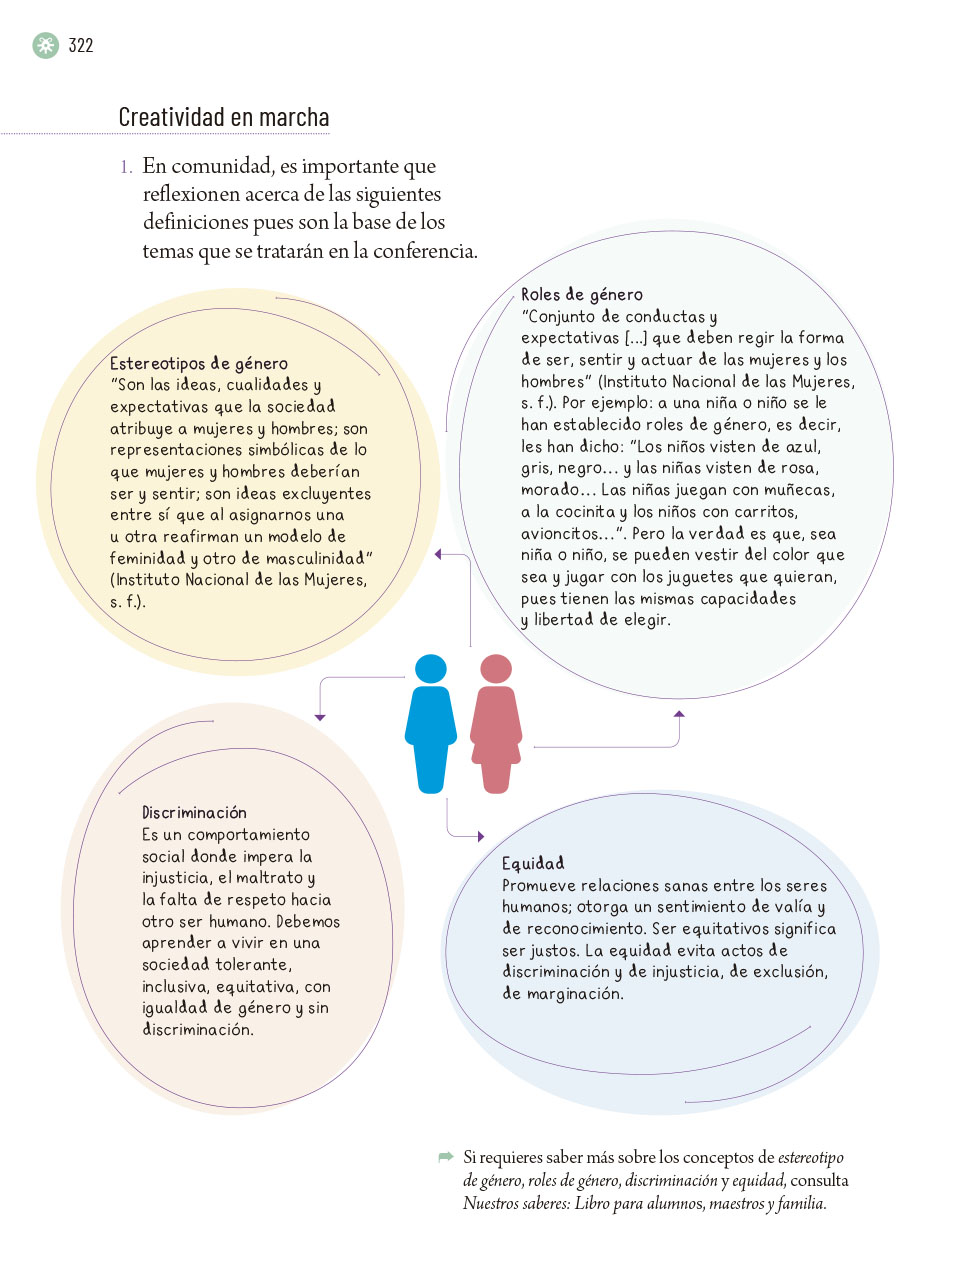 322
Creatividad en marcha
1. En comunidad, es importante que
reflexionen acerca de las siguientes
definiciones pues son la base de los
temas que se tratarán en la conferencia.
Estereotipos de género
“Son las ideas, cualidades y
expectativas que la sociedad
atribuye a mujeres y hombres; son
representaciones simbólicas de lo
que mujeres y hombres deberían
ser y sentir; son ideas excluyentes
entre sí que al asignarnos una
u otra reafirman un modelo de
feminidad y otro de masculinidad”
(Instituto Nacional de las Mujeres,
s. f.).
Roles de género
“Conjunto de conductas y
expectativas [...] que deben regir la forma
de ser, sentir y actuar de las mujeres y los
hombres” (Instituto Nacional de las Mujeres,
s. f.). Por ejemplo: a una niña o niño se le
han establecido roles de género, es decir,
les han dicho: “Los niños visten de azul,
gris, negro... y las niñas visten de rosa,
morado... Las niñas juegan con muñecas,
a la cocinita y los niños con carritos,
avioncitos...”. Pero la verdad es que, sea
niña o niño, se pueden vestir del color que
sea y jugar con los juguetes que quieran,
pues tienen las mismas capacidades
y libertad de elegir.
Discriminación
Es un comportamiento
social donde impera la
injusticia, el maltrato y
la falta de respeto hacia
otro ser humano. Debemos
aprender a vivir en una
sociedad tolerante,
inclusiva, equitativa, con
igualdad de género y sin
discriminación.
Equidad
Promueve relaciones sanas entre los seres
humanos; otorga un sentimiento de valía y
de reconocimiento. Ser equitativos significa
ser justos. La equidad evita actos de
discriminación y de injusticia, de exclusión,
de marginación.
Si requieres saber más sobre los conceptos de estereotipo
de género, roles de género, discriminación y equidad, consulta
Nuestros saberes: Libro para alumnos, maestros y familia.